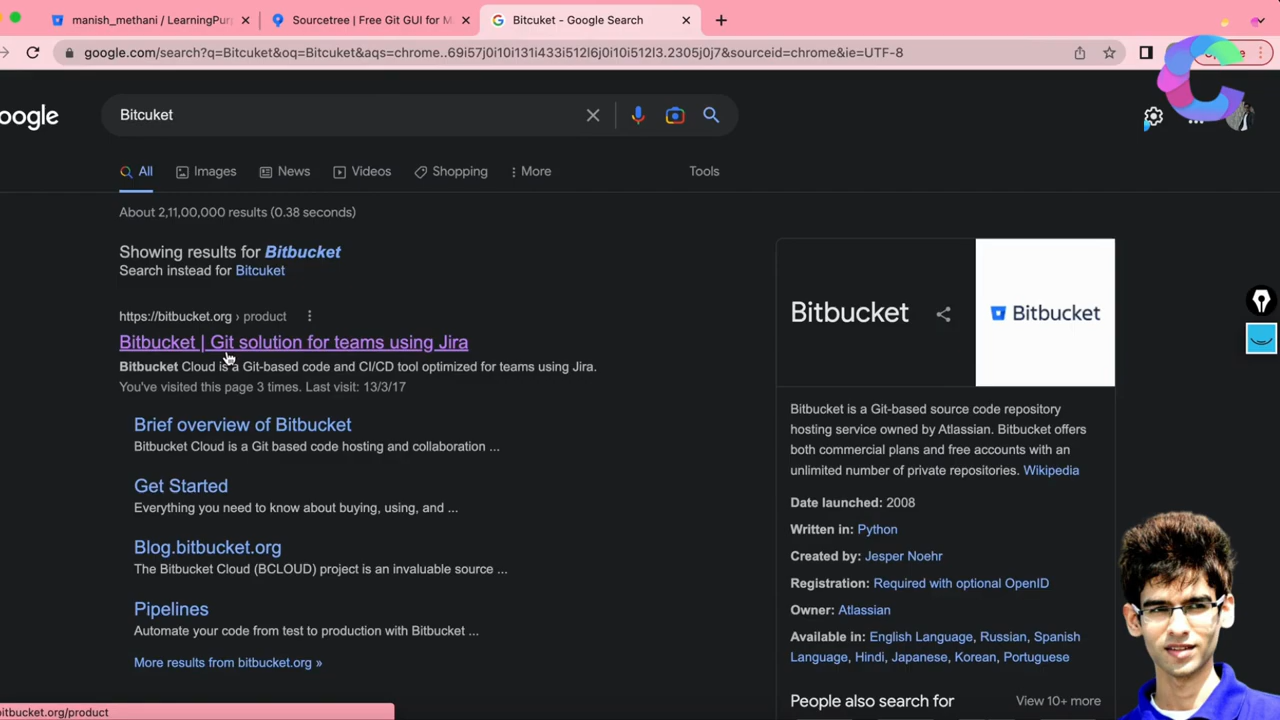 manish_methani / LearningPur
Sourcetree | Free Git GUI for M
Bitcuket - Google Search
google.com/search?q=Bitcuket&oq=Bitcuket&aqs=chrome..69i57j0i10i131i433i512l6j0i10i512l3.2305j0j7&sourceid=chrome&ie=UTF-8
oogle
Bitcuket
All
Images
News
Videos
Shopping
More
Tools
About 2,11,00,000 results (0.38 seconds)
Showing results for Bitbucket
Search instead for Bitcuket
https://bitbucket.org › product
Bitbucket | Git solution for teams using Jira
Bitbucket Cloud is a Git-based code and CI/CD tool optimized for teams using Jira.
You've visited this page 3 times. Last visit: 13/3/17
Brief overview of Bitbucket
Bitbucket Cloud is a Git based code hosting and collaboration ...
Get Started
Everything you need to know about buying, using, and ...
Blog.bitbucket.org
The Bitbucket Cloud (BCLOUD) project is an invaluable source ...
Pipelines
Automate your code from test to production with Bitbucket ...
More results from bitbucket.org »
Bitbucket
Bitbucket
Bitbucket is a Git-based source code repository
hosting service owned by Atlassian. Bitbucket offers
both commercial plans and free accounts with an
unlimited number of private repositories. Wikipedia
Date launched: 2008
Written in: Python
Created by: Jesper Noehr
Registration: Required with optional OpenID
Owner: Atlassian
Available in: English Language, Russian, Spanish
Language, Hindi, Japanese, Korean, Portuguese
People also search for
View 10+ more
itbucket.org/product